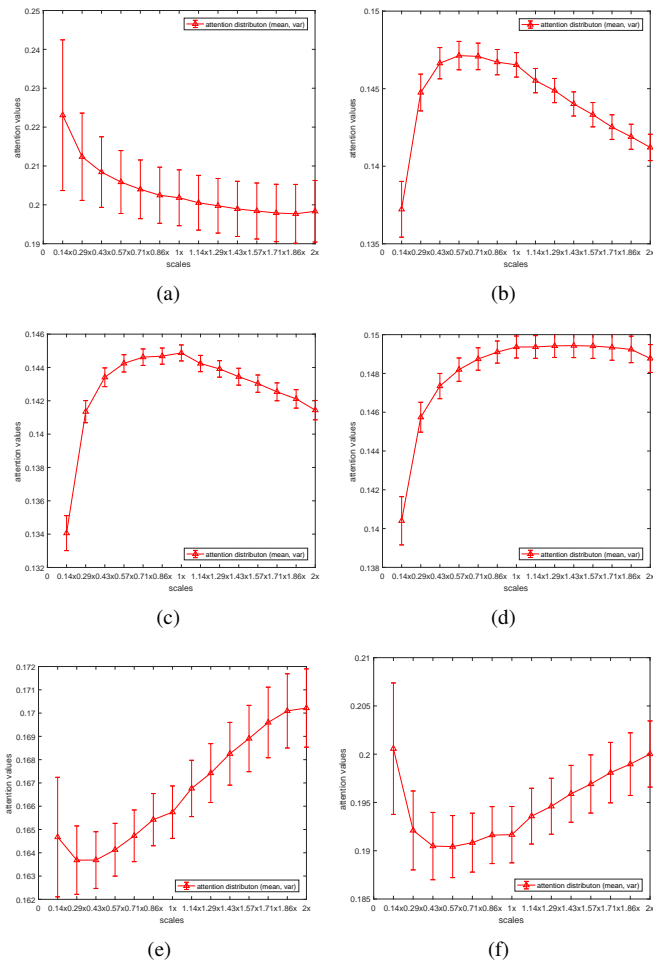 0.25
attention distributon (mean, var)
0.22
0.21
0.2
0.19
attention values
0 0.14x0.29x0.43x0.57x0.71x0.86x 1x 1.14x1.29x1.43x1.57x1.71x1.86x 2x
scales
(a)
0.15
attention distributon (mean, var)
0.145
0.14
0.135
attention values
0 0.14x0.29x0.43x0.57x0.71x0.86x 1x 1.14x1.29x1.43x1.57x1.71x1.86x 2x
scales
(b)
0.146
0.144
0.142
0.14
0.138
0.136
0.134
0.132
attention values
attention distributon (mean, var)
0 0.14x0.29x0.43x0.57x0.71x0.86x 1x 1.14x1.29x1.43x1.57x1.71x1.86x 2x
scales
(c)
0.15
0.148
0.146
0.144
0.142
0.14
0.138
attention values
attention distributon (mean, var)
0 0.14x0.29x0.43x0.57x0.71x0.86x 1x 1.14x1.29x1.43x1.57x1.71x1.86x 2x
scales
(d)
0.172
0.171
0.17
0.169
0.168
0.167
0.166
0.165
0.164
0.163
0.162
attention values
attention distributon (mean, var)
0 0.14x0.29x0.43x0.57x0.71x0.86x 1x 1.14x1.29x1.43x1.57x1.71x1.86x 2x
scales
(e)
0.21
0.205
0.2
0.195
0.19
0.185
attention values
attention distributon (mean, var)
0 0.14x0.29x0.43x0.57x0.71x0.86x 1x 1.14x1.29x1.43x1.57x1.71x1.86x 2x
scales
(f)